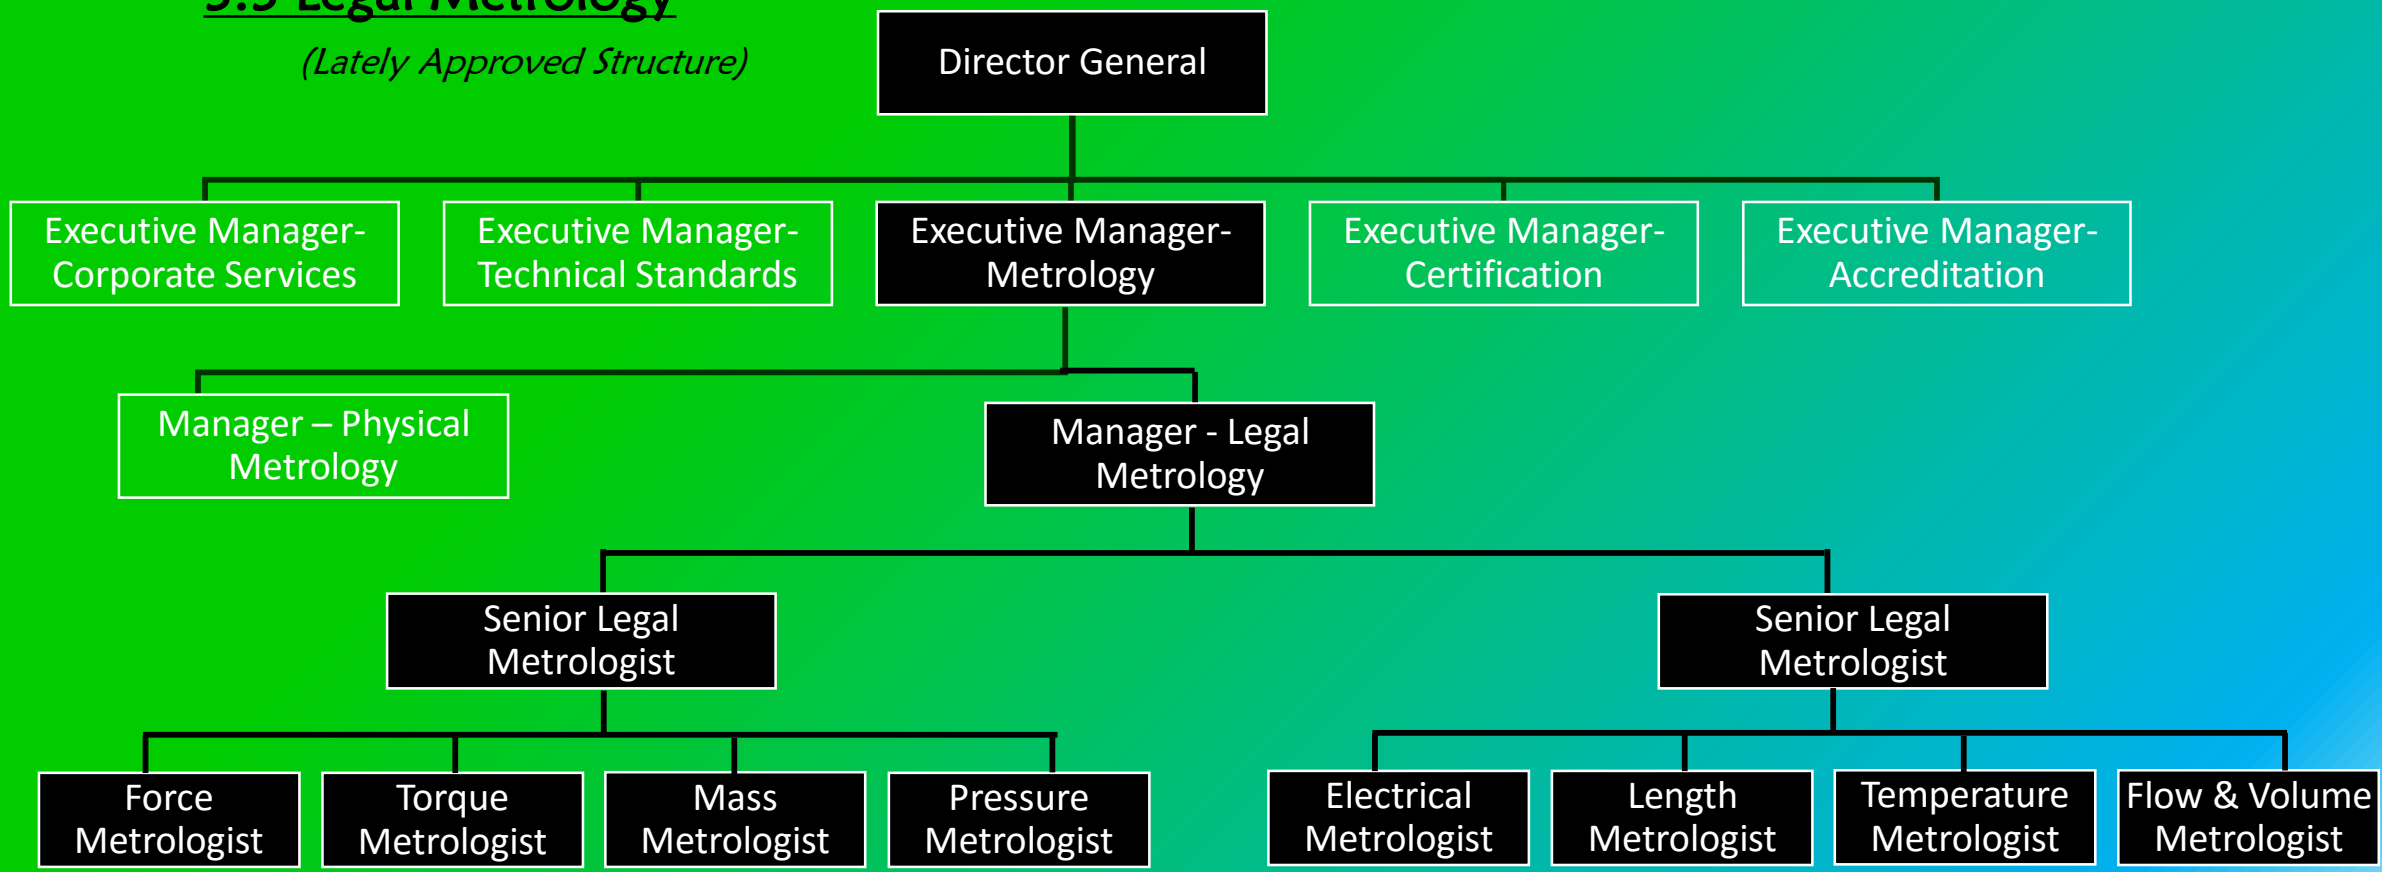 Legal Metrology
(Lately Approved Structure)
Director General
Executive Manager-
Corporate Services
Executive Manager-
Technical Standards
Executive Manager-
Metrology
Executive Manager-
Certification
Executive Manager-
Accreditation
Manager – Physical
Metrology
Manager - Legal
Metrology
Senior Legal
Metrologist
Senior Legal
Metrologist
Force
Metrologist
Torque
Metrologist
Mass
Metrologist
Pressure
Metrologist
Electrical
Metrologist
Length
Metrologist
Temperature
Metrologist
Flow & Volume
Metrologist